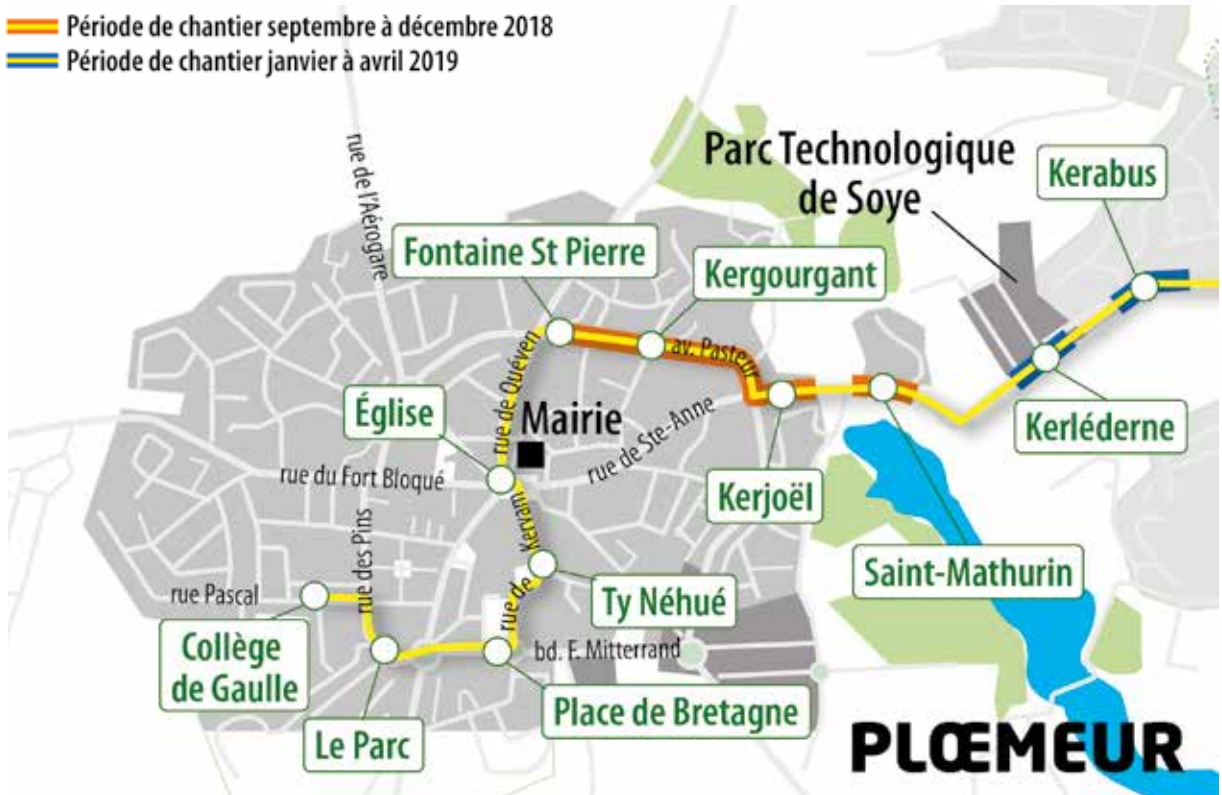 Période de chantier septembre à décembre 2018
Période de chantier janvier à avril 2019
rue de l'Aérogare
Parc Technologique
de Soye
Kerabus
Fontaine St Pierre
Kergourgant
av. Pasteur
rue de Quéven
Église
Mairie
rue de Ste-Anne
Kerléderne
rue du Fort Bloqué
Kerjoël
rue de Kervam
rue des Pins
Saint-Mathurin
rue Pascal
Ty Néhué
Collège
de Gaulle
bd. F. Mitterrand
Place de Bretagne
Le Parc
PLŒMEUR